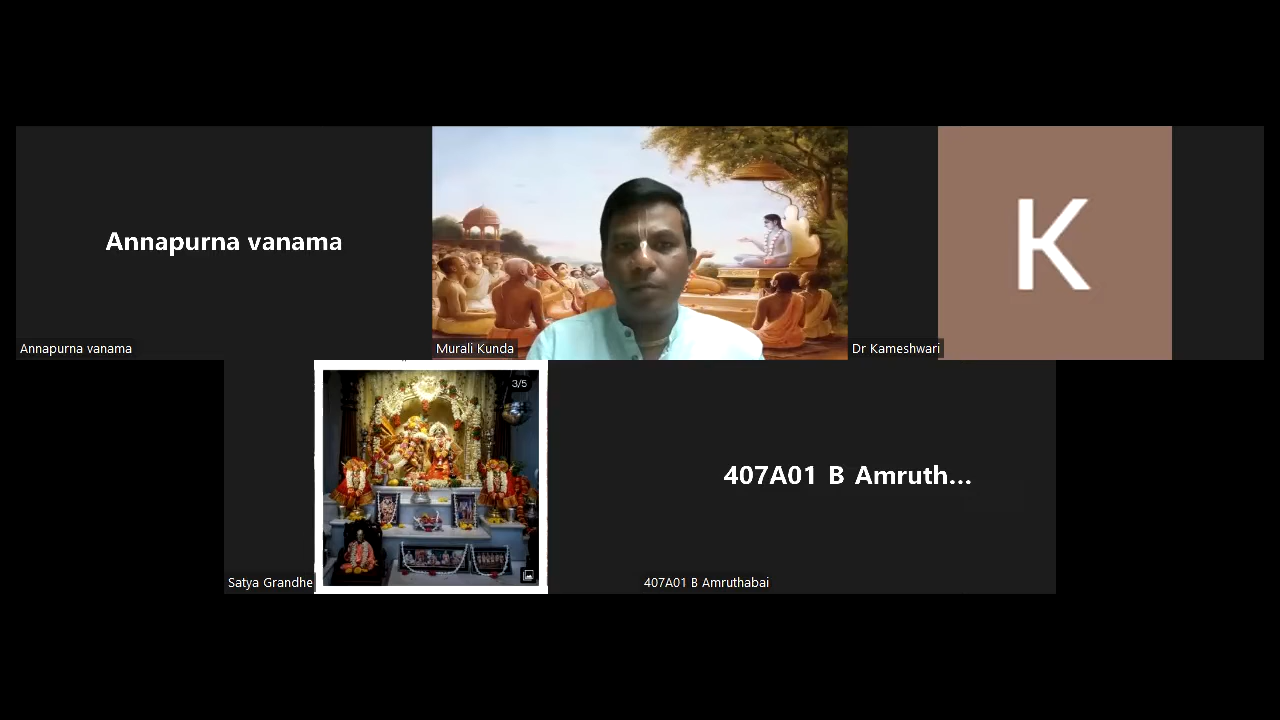 Annapurna vanama
K
Annapurna vanama
Murali Kunda
Dr Kameshwari
3/5
407A01 B Amruth...
Satya Grandhe
407A01 B Amruthabai